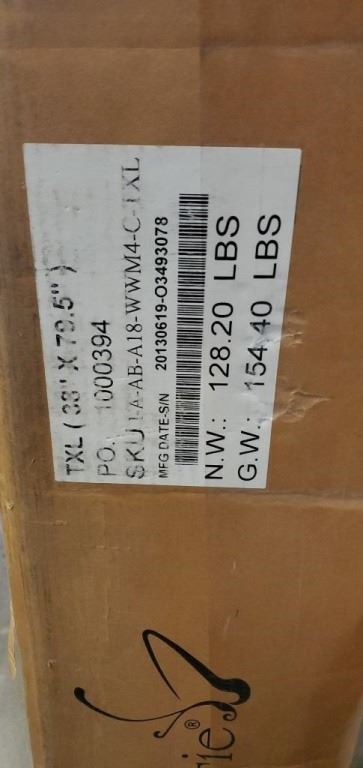 TXL ( 38" X 79.5" )
PO. 1000394
SKU -AB-A18-WWM4-C-TXL
MFG DATE-S/N 20130619-O3493078
N.W.: 128.20 LBS
G.W.: 154.40 LBS
rie®